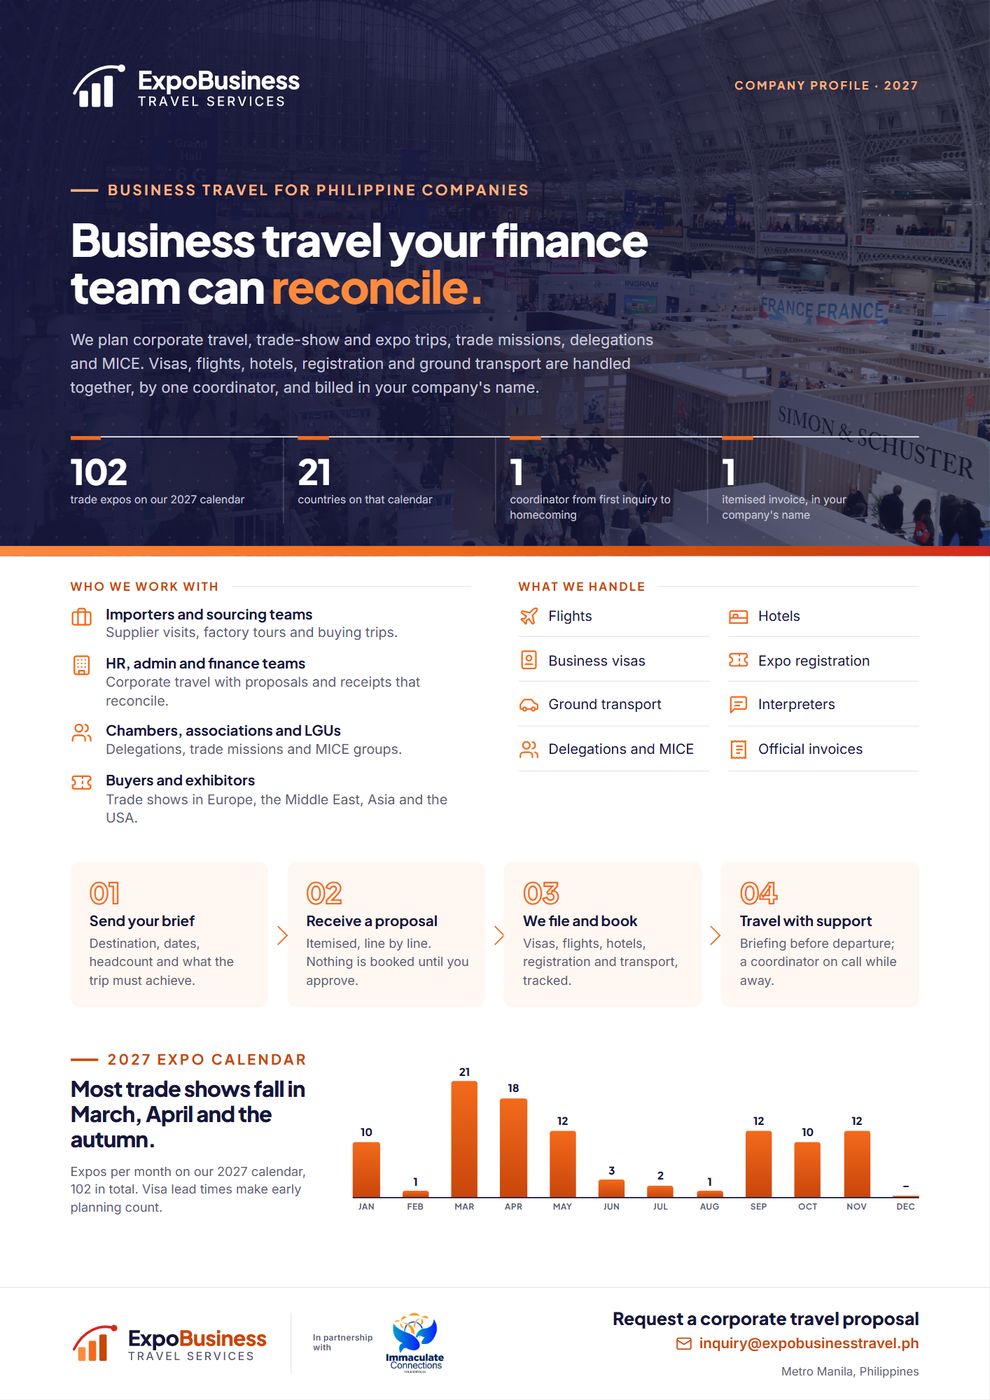 ExpoBusiness
TRAVEL SERVICES
COMPANY PROFILE · 2027
BUSINESS TRAVEL FOR PHILIPPINE COMPANIES
Business travel your finance
team can reconcile.
We plan corporate travel, trade-show and expo trips, trade missions, delegations
and MICE. Visas, flights, hotels, registration and ground transport are handled
together, by one coordinator, and billed in your company's name.
INGRAM
FRANCE FRANCE
SIMON & SCHUSTER
102
trade expos on our 2027 calendar
21
countries on that calendar
1
coordinator from first inquiry to
homecoming
1
itemised invoice, in your
company's name
WHO WE WORK WITH
Importers and sourcing teams
Supplier visits, factory tours and buying trips.
HR, admin and finance teams
Corporate travel with proposals and receipts that
reconcile.
Chambers, associations and LGUs
Delegations, trade missions and MICE groups.
Buyers and exhibitors
Trade shows in Europe, the Middle East, Asia and the
USA.
WHAT WE HANDLE
Flights
Hotels
Business visas
Expo registration
Ground transport
Interpreters
Delegations and MICE
Official invoices
01
Send your brief
Destination, dates,
headcount and what the
trip must achieve.
02
Receive a proposal
Itemised, line by line.
Nothing is booked until you
approve.
03
We file and book
Visas, flights, hotels,
registration and transport,
tracked.
04
Travel with support
Briefing before departure;
a coordinator on call while
away.
2027 EXPO CALENDAR
Most trade shows fall in
March, April and the
autumn.
Expos per month on our 2027 calendar,
102 in total. Visa lead times make early
planning count.
10 1 21 18 12 3 2 1 12 10 12 –
JAN FEB MAR APR MAY JUN JUL AUG SEP OCT NOV DEC
ExpoBusiness
TRAVEL SERVICES
In partnership
with
Immaculate
Connections
Request a corporate travel proposal
inquiry@expobusinesstravel.ph
Metro Manila, Philippines